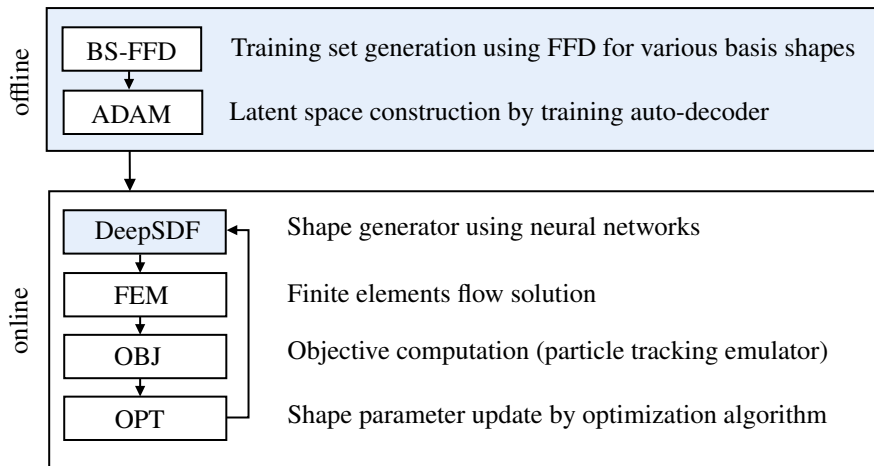 offline
BS-FFD Training set generation using FFD for various basis shapes
ADAM Latent space construction by training auto-decoder
online
DeepSDF Shape generator using neural networks
FEM Finite elements flow solution
OBJ Objective computation (particle tracking emulator)
OPT Shape parameter update by optimization algorithm